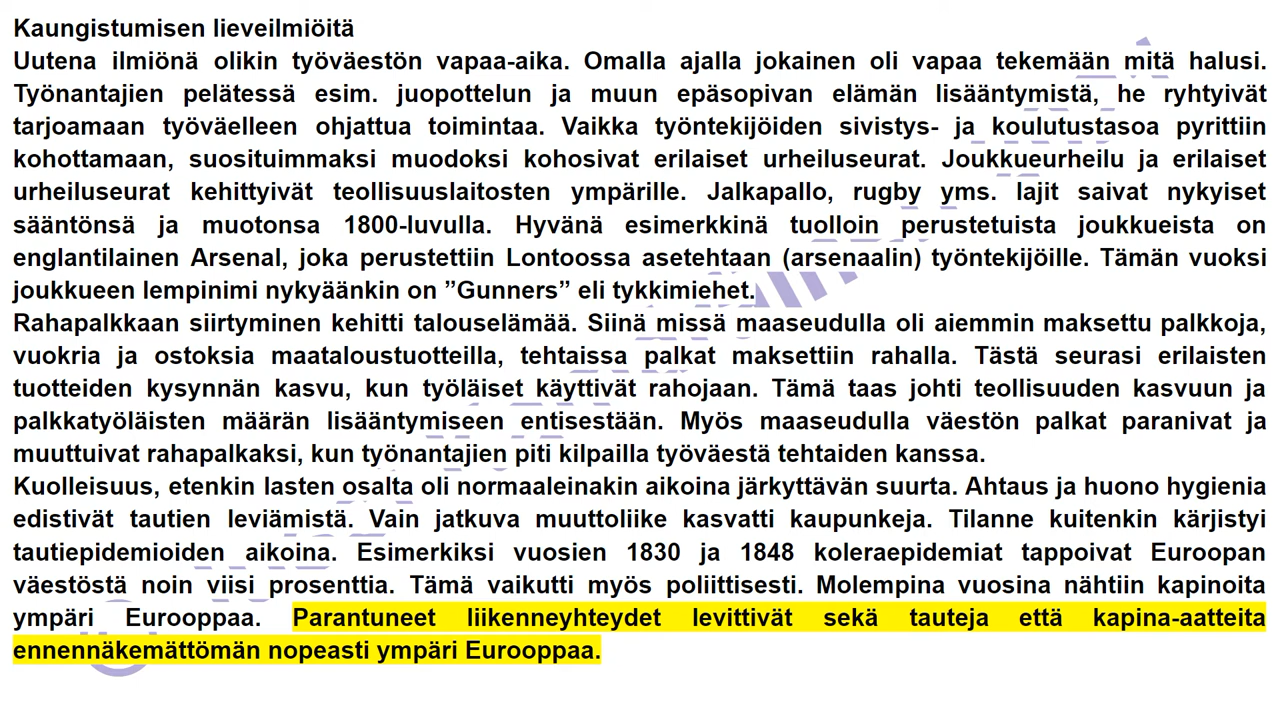 Kaungistumisen lieveilmiöitä
Uutena ilmiönä olikin työväestön vapaa-aika. Omalla ajalla jokainen oli vapaa tekemään mitä halusi.
Työnantajien pelätessä esim. juopottelun ja muun epäsopivan elämän lisääntymistä, he ryhtyivät
tarjoamaan työväelleen ohjattua toimintaa. Vaikka työntekijöiden sivistys- ja koulutustasoa pyrittiin
kohottamaan, suosituimmaksi muodoksi kohosivat erilaiset urheiluseurat. Joukkueurheilu ja erilaiset
urheiluseurat kehittyivät teollisuuslaitosten ympärille. Jalkapallo, rugby yms. lajit saivat nykyiset
sääntönsä ja muotonsa 1800-luvulla. Hyvänä esimerkkinä tuolloin perustetuista joukkueista on
englantilainen Arsenal, joka perustettiin Lontoossa asetehtaan (arsenaalin) työntekijöille. Tämän vuoksi
joukkueen lempinimi nykyäänkin on ”Gunners” eli tykkimiehet.
Rahapalkkaan siirtyminen kehitti talouselämää. Siinä missä maaseudulla oli aiemmin maksettu palkkoja,
vuokria ja ostoksia maataloustuotteilla, tehtaissa palkat maksettiin rahalla. Tästä seurasi erilaisten
tuotteiden kysynnän kasvu, kun työläiset käyttivät rahojaan. Tämä taas johti teollisuuden kasvuun ja
palkkatyöläisten määrän lisääntymiseen entisestään. Myös maaseudulla väestön palkat paranivat ja
muuttuivat rahapalkaksi, kun työnantajien piti kilpailla työväestä tehtaiden kanssa.
Kuolleisuus, etenkin lasten osalta oli normaaleinakin aikoina järkyttävän suurta. Ahtaus ja huono hygienia
edistivät tautien leviämistä. Vain jatkuva muuttoliike kasvatti kaupunkeja. Tilanne kuitenkin kärjistyi
tautiepidemioiden aikoina. Esimerkiksi vuosien 1830 ja 1848 koleraepidemiat tappoivat Euroopan
väestöstä noin viisi prosenttia. Tämä vaikutti myös poliittisesti. Molempina vuosina nähtiin kapinoita
ympäri Eurooppaa. Parantuneet liikenneyhteydet levittivät sekä tauteja että kapina-aatteita
ennennäkemättömän nopeasti ympäri Eurooppaa.